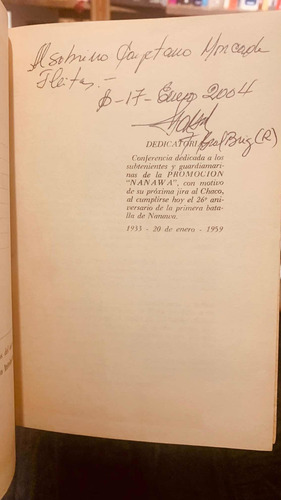 Al sobrino Cayetano Moncada
Fleitas.-
17- Enero 2004
Gral Brig (R)
DEDICATORIA
Conferencia dedicada a los
subtenientes y guardiamari-
nas de la PROMOCION
"NANAWA", con motivo
de su próxima jira al Chaco,
al cumplirse hoy el 26º ani-
versario de la primera bata-
lla de Nanawa.
1933 - 20 de enero - 1959